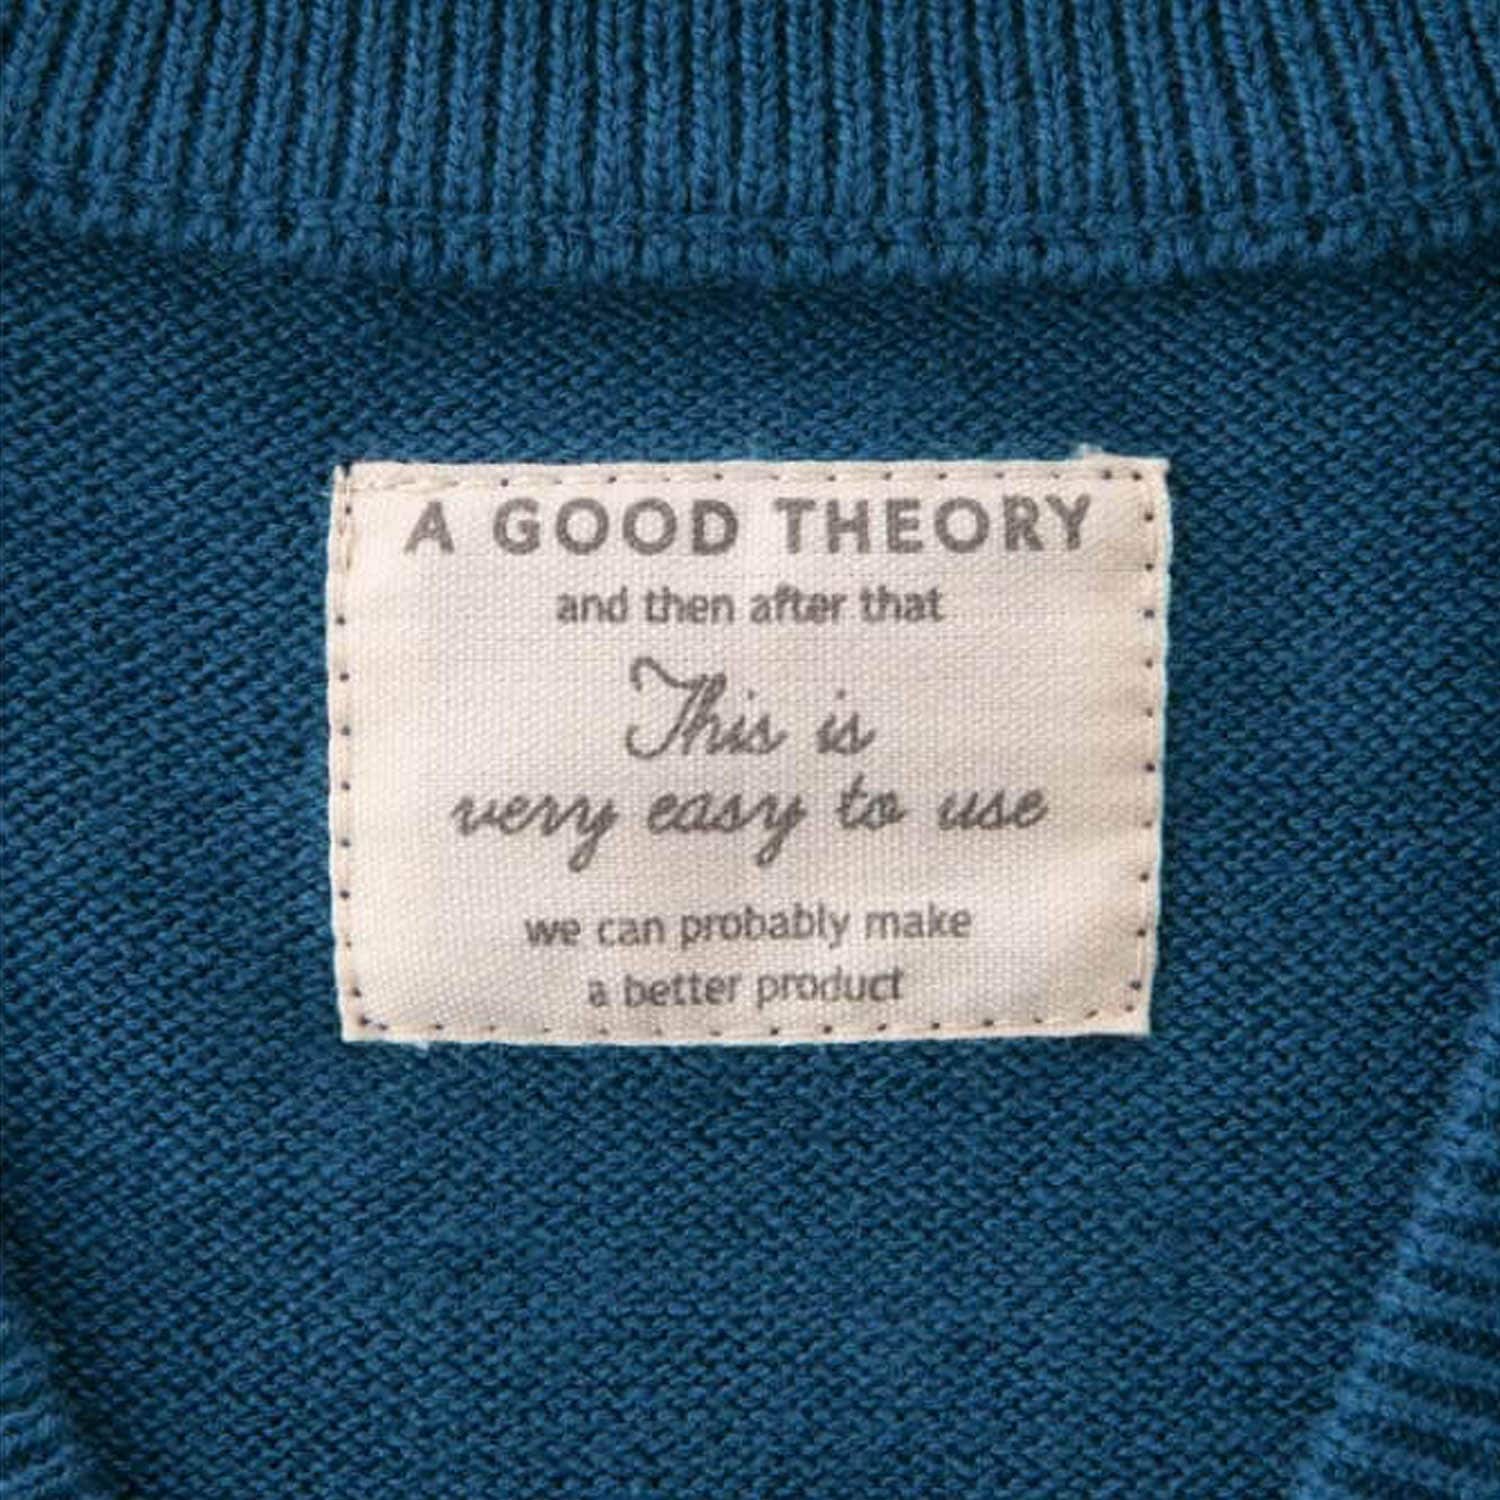 A GOOD THEORY
and then after that
This is
very easy to use
we can probably make
a better product